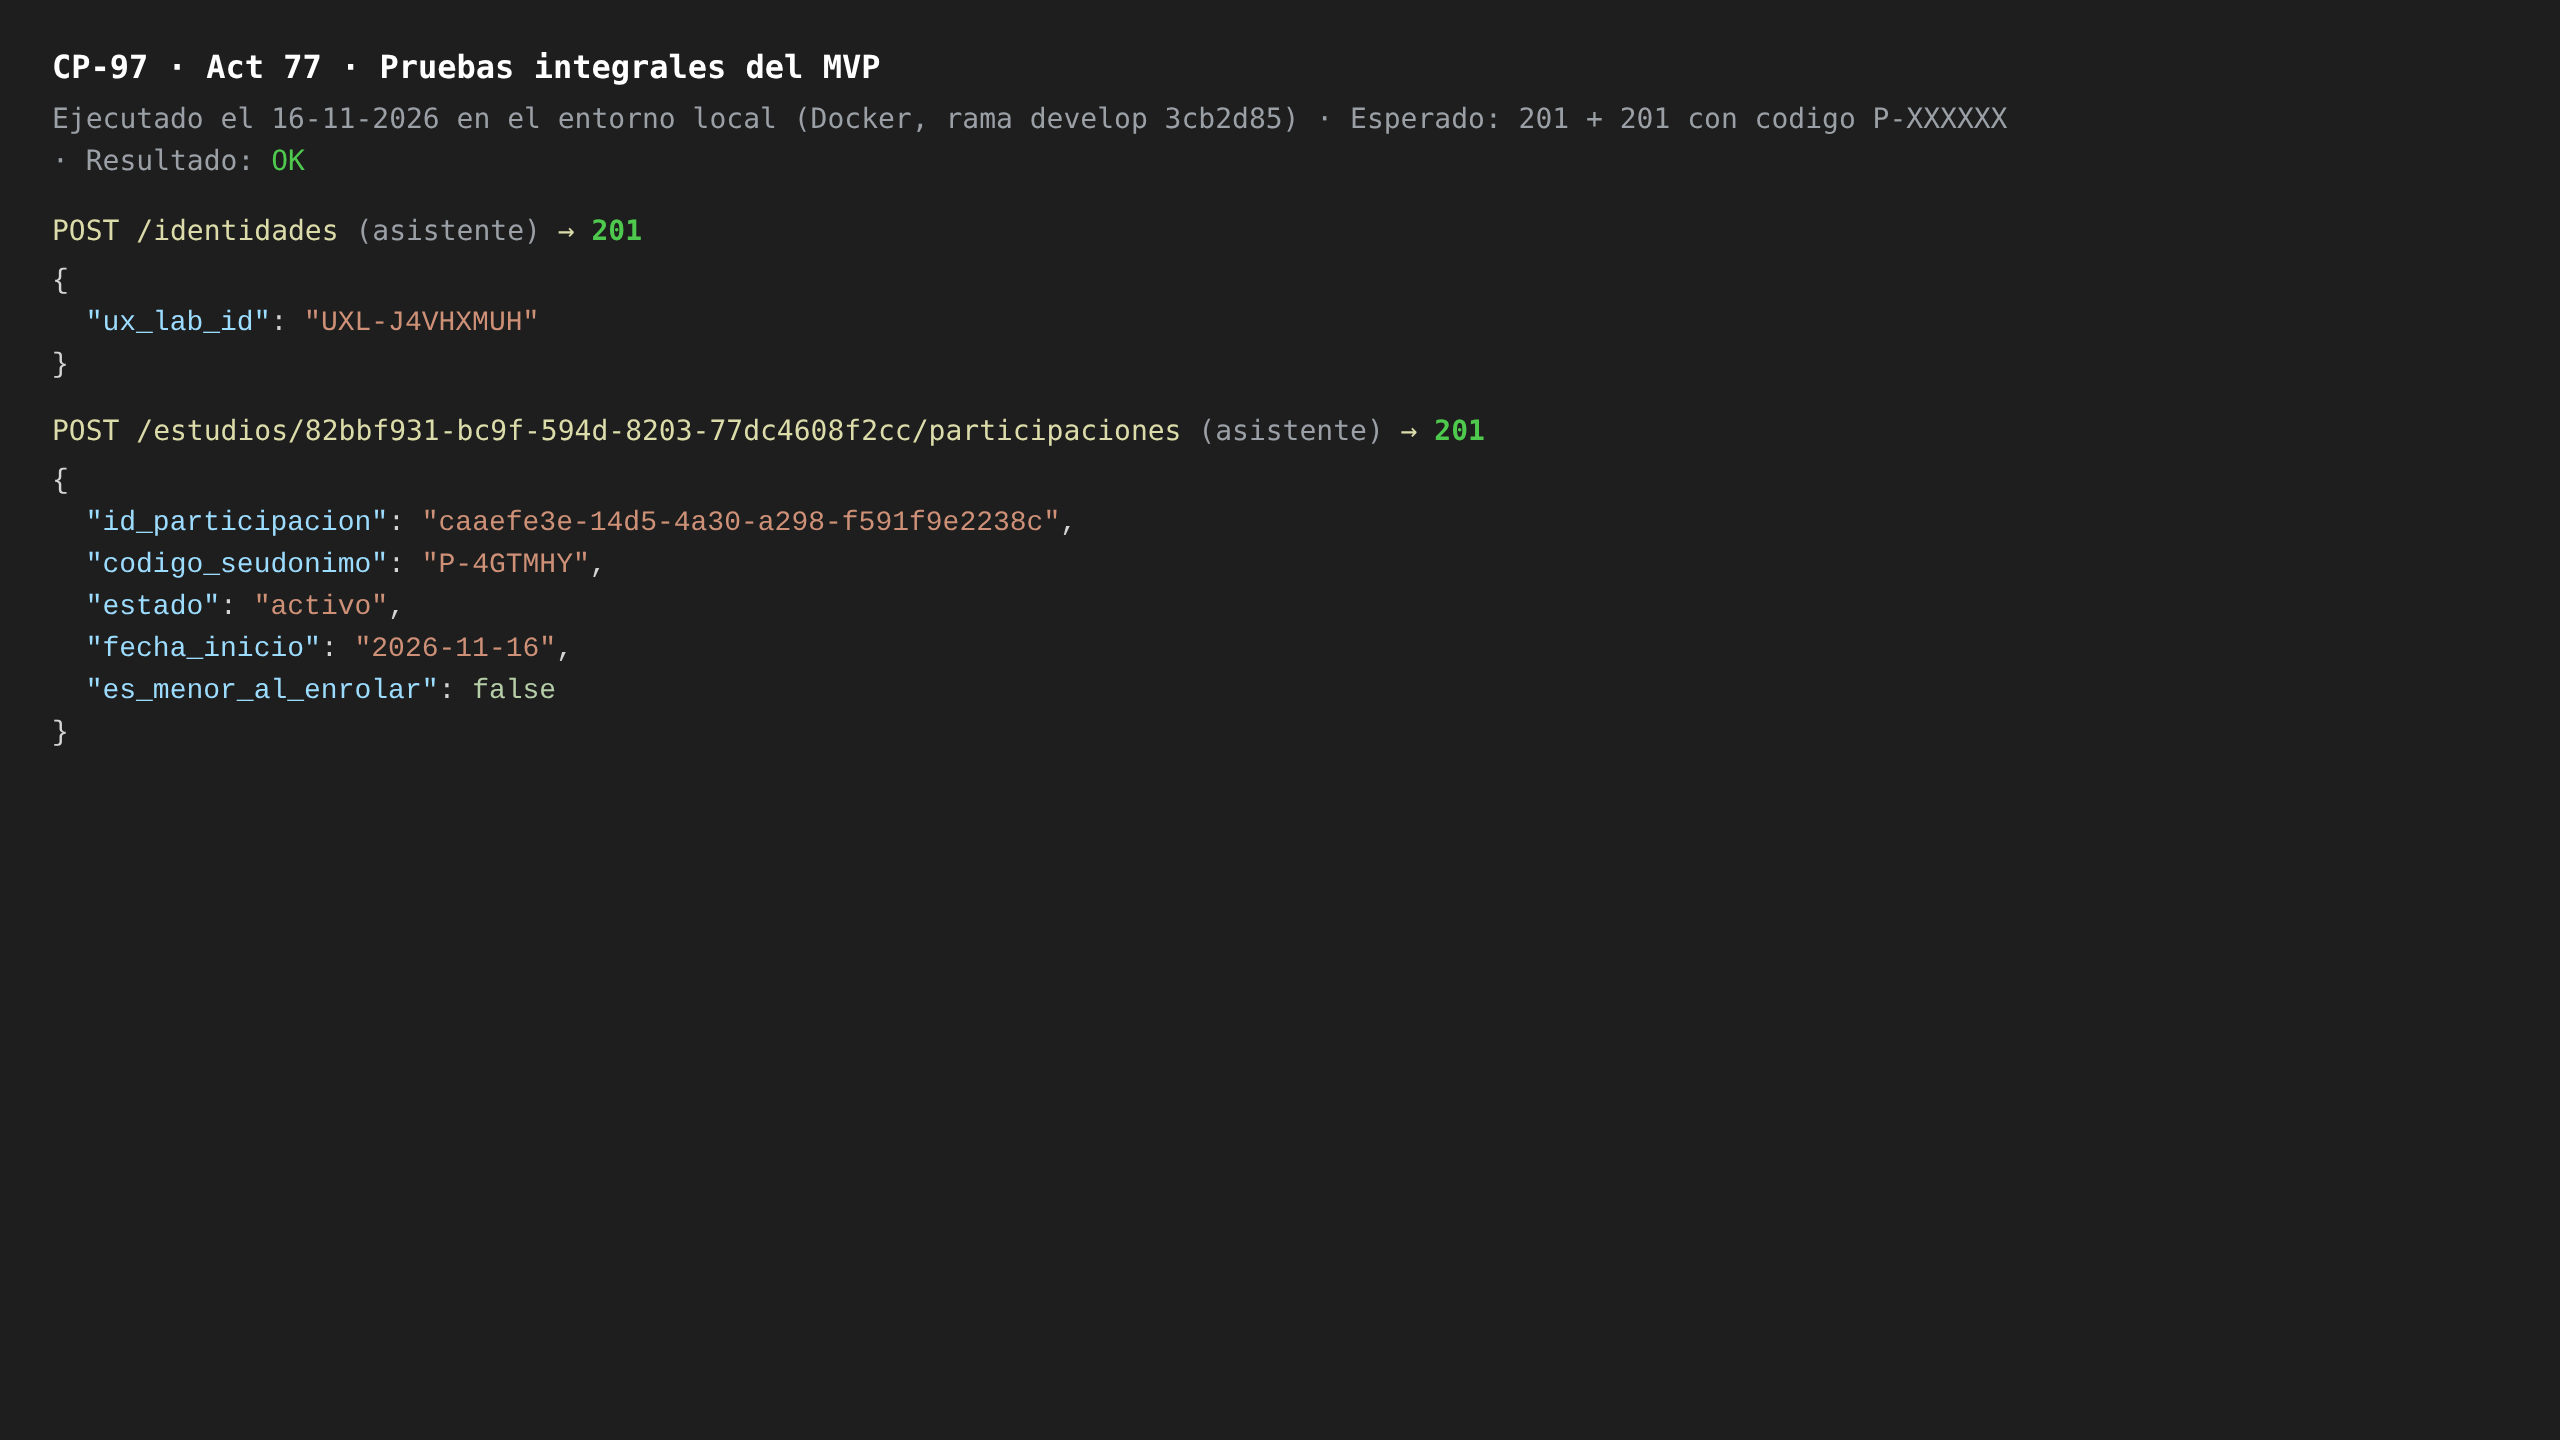 CP-97 · Act 77 · Pruebas integrales del MVP
Ejecutado el 16-11-2026 en el entorno local (Docker, rama develop 3cb2d85) · Esperado: 201 + 201 con codigo P-XXXXXX
· Resultado: OK
POST /identidades (asistente) → 201
{
  "ux_lab_id": "UXL-J4VHXMUH"
}
POST /estudios/82bbf931-bc9f-594d-8203-77dc4608f2cc/participaciones (asistente) → 201
{
  "id_participacion": "caaefe3e-14d5-4a30-a298-f591f9e2238c",
  "codigo_seudonimo": "P-4GTMHY",
  "estado": "activo",
  "fecha_inicio": "2026-11-16",
  "es_menor_al_enrolar": false
}